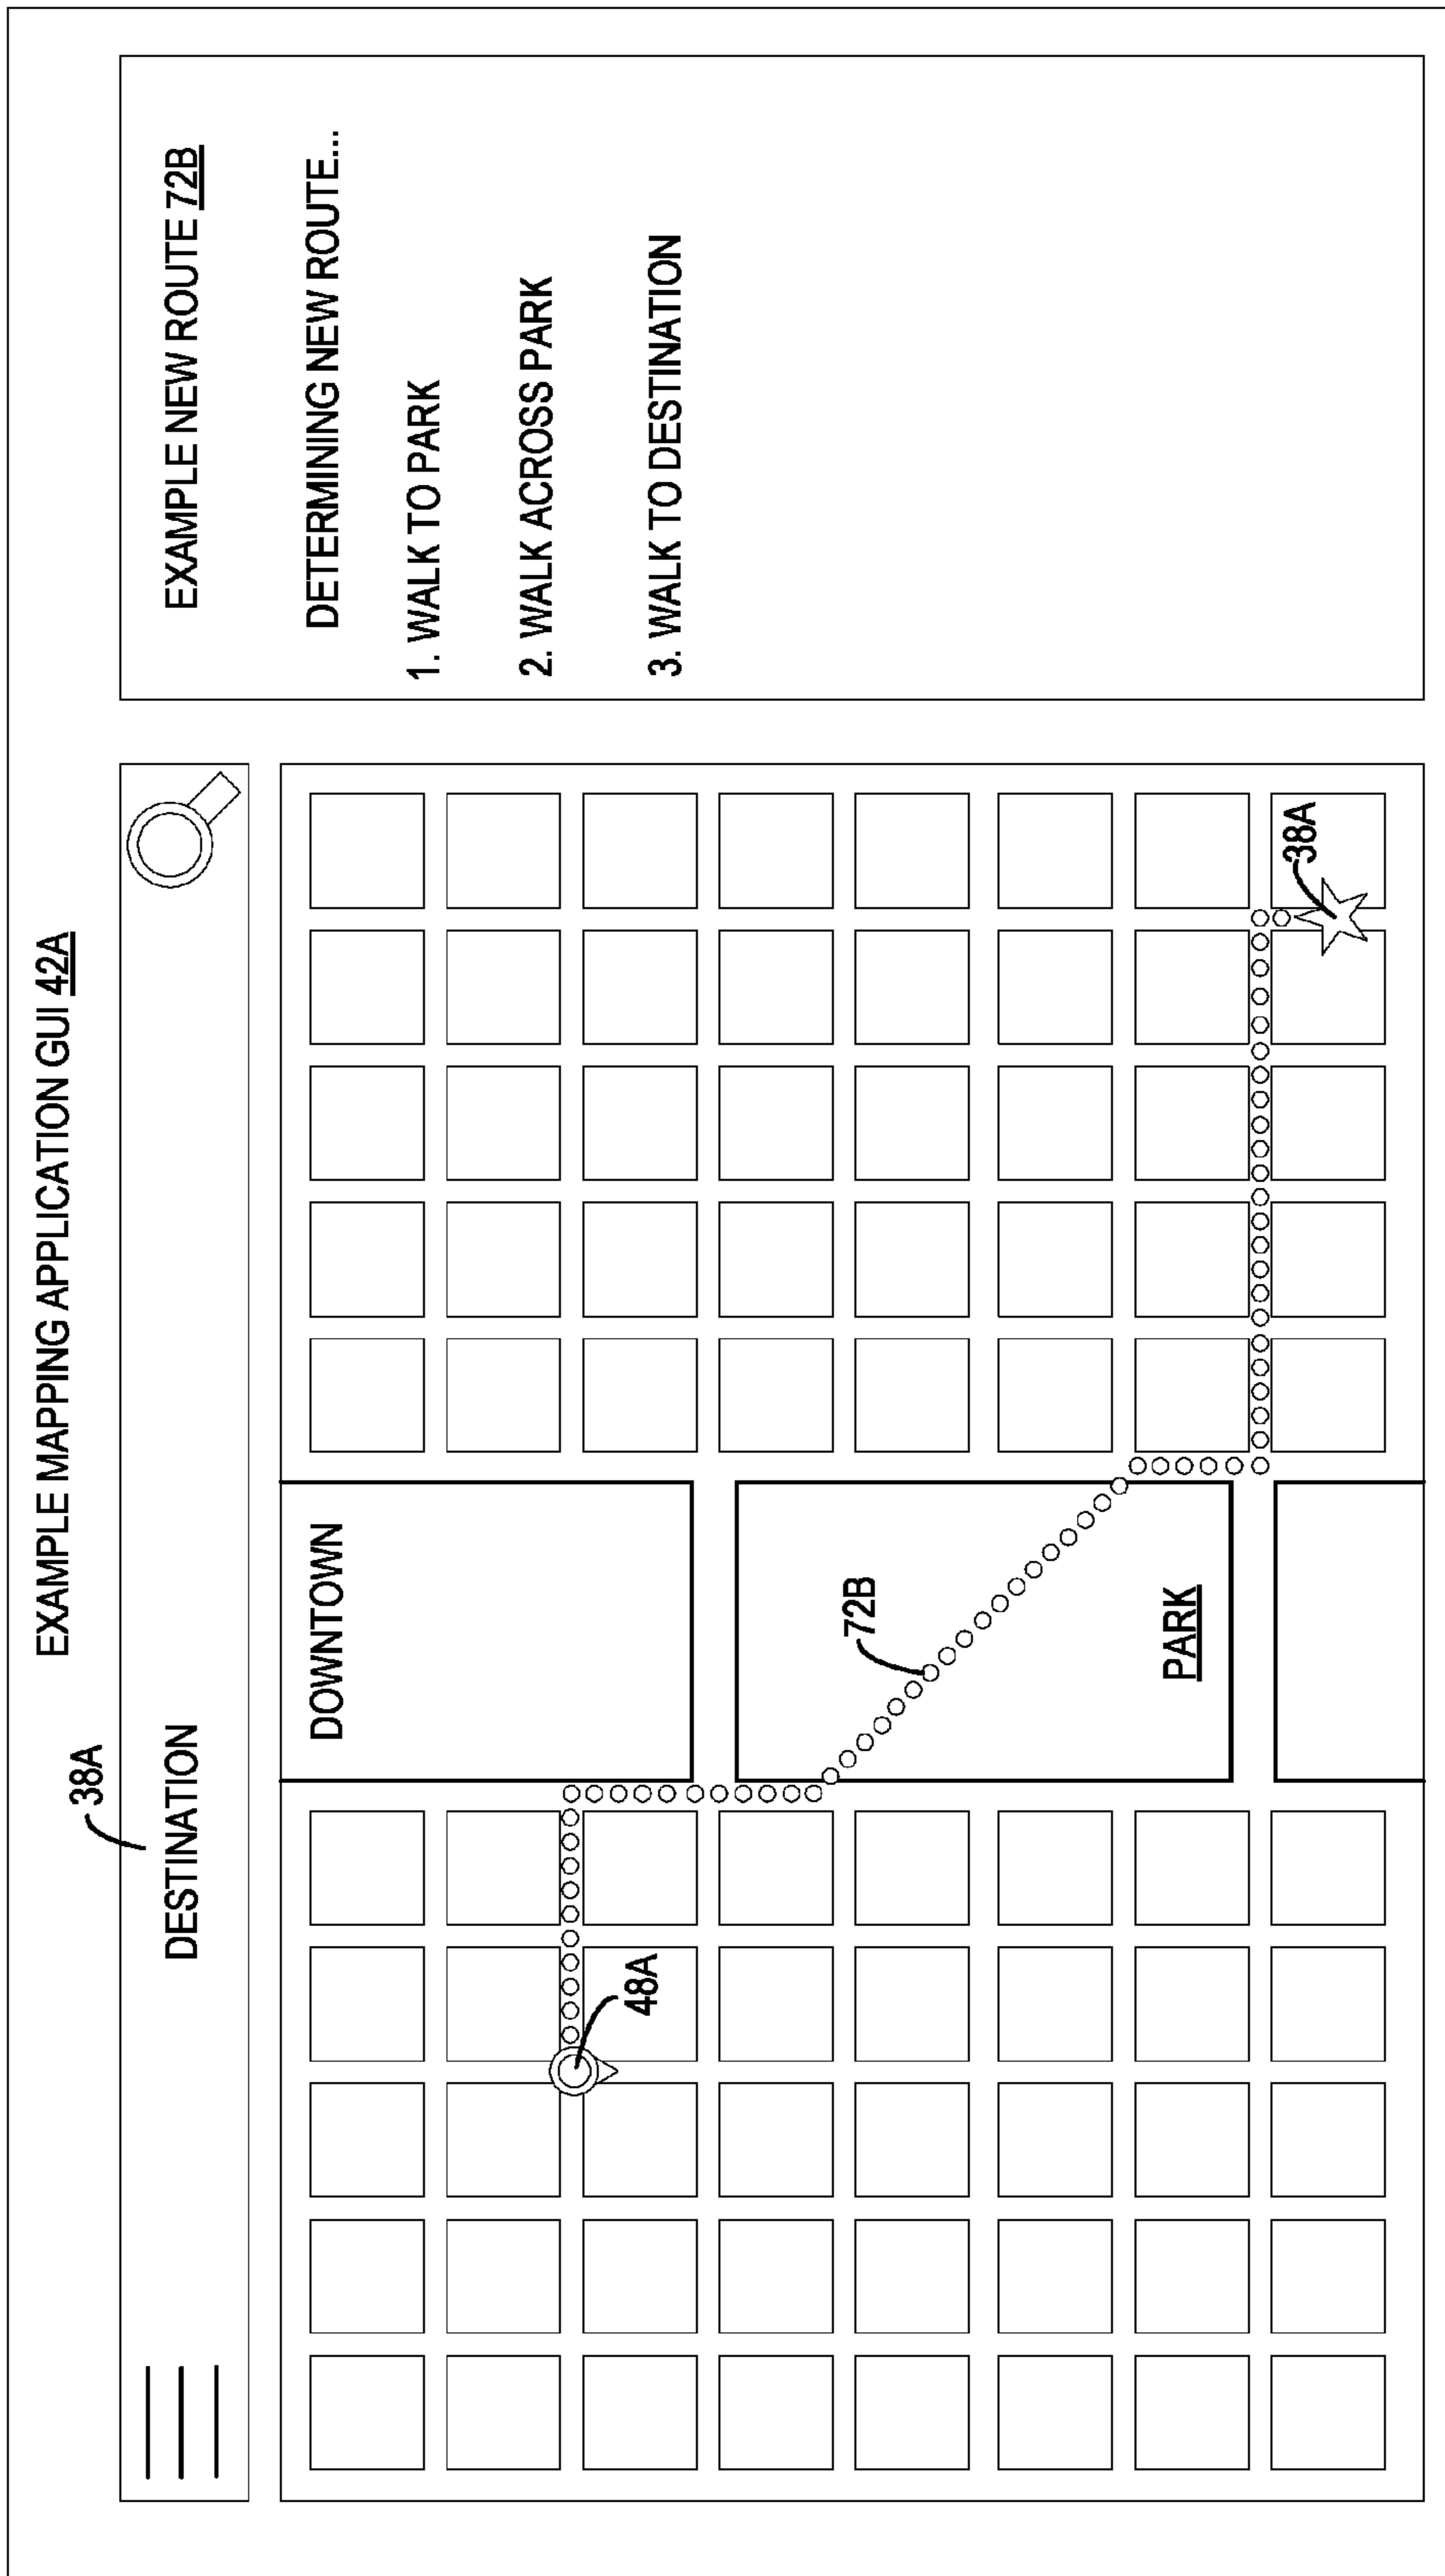 EXAMPLE MAPPING APPLICATION GUI 42A
38A
DESTINATION
DOWNTOWN
48A
72B
PARK
38A
EXAMPLE NEW ROUTE 72B
DETERMINING NEW ROUTE...
1. WALK TO PARK
2. WALK ACROSS PARK
3. WALK TO DESTINATION